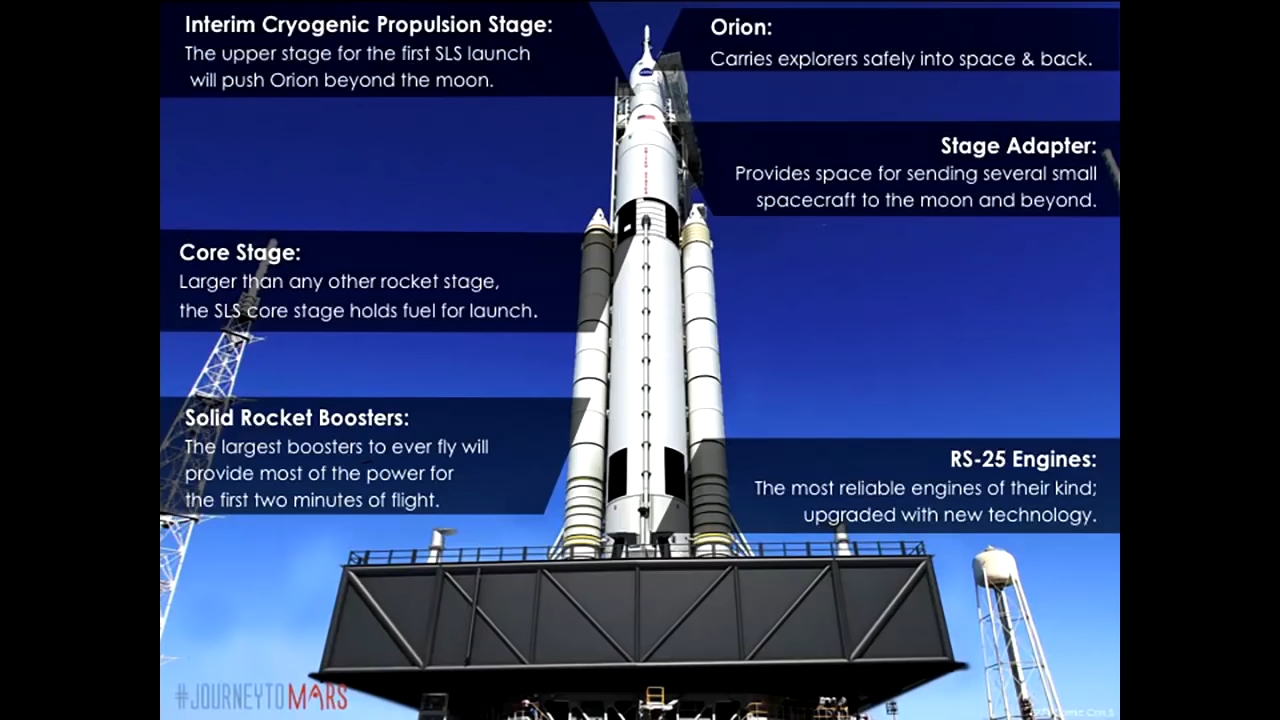 Interim Cryogenic Propulsion Stage:
The upper stage for the first SLS launch
will push Orion beyond the moon.
Orion:
Carries explorers safely into space & back.
Stage Adapter:
Provides space for sending several small
spacecraft to the moon and beyond.
Core Stage:
Larger than any other rocket stage,
the SLS core stage holds fuel for launch.
Solid Rocket Boosters:
The largest boosters to ever fly will
provide most of the power for
the first two minutes of flight.
RS-25 Engines:
The most reliable engines of their kind;
upgraded with new technology.
#JOURNEYTOMARS